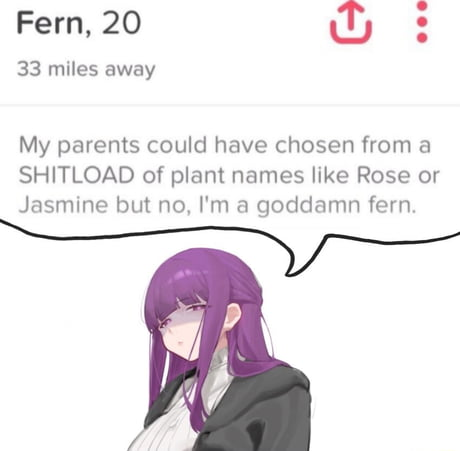 Fern, 20
33 miles away
My parents could have chosen from a
SHITLOAD of plant names like Rose or
Jasmine but no, I'm a goddamn fern.